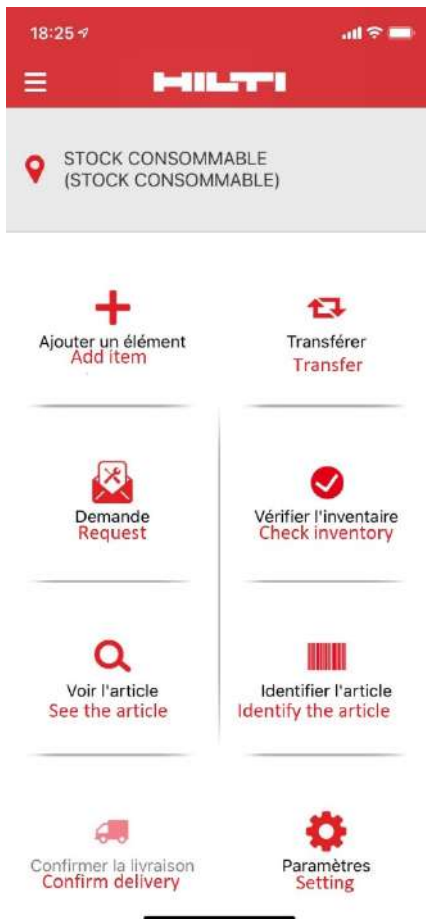 18:25
HILTI
STOCK CONSOMMABLE
(STOCK CONSOMMABLE)
Ajouter un élément
Add item
Transférer
Transfer
Demande
Request
Vérifier l'inventaire
Check inventory
Voir l'article
See the article
Identifier l'article
Identify the article
Confirmer la livraison
Confirm delivery
Paramètres
Setting